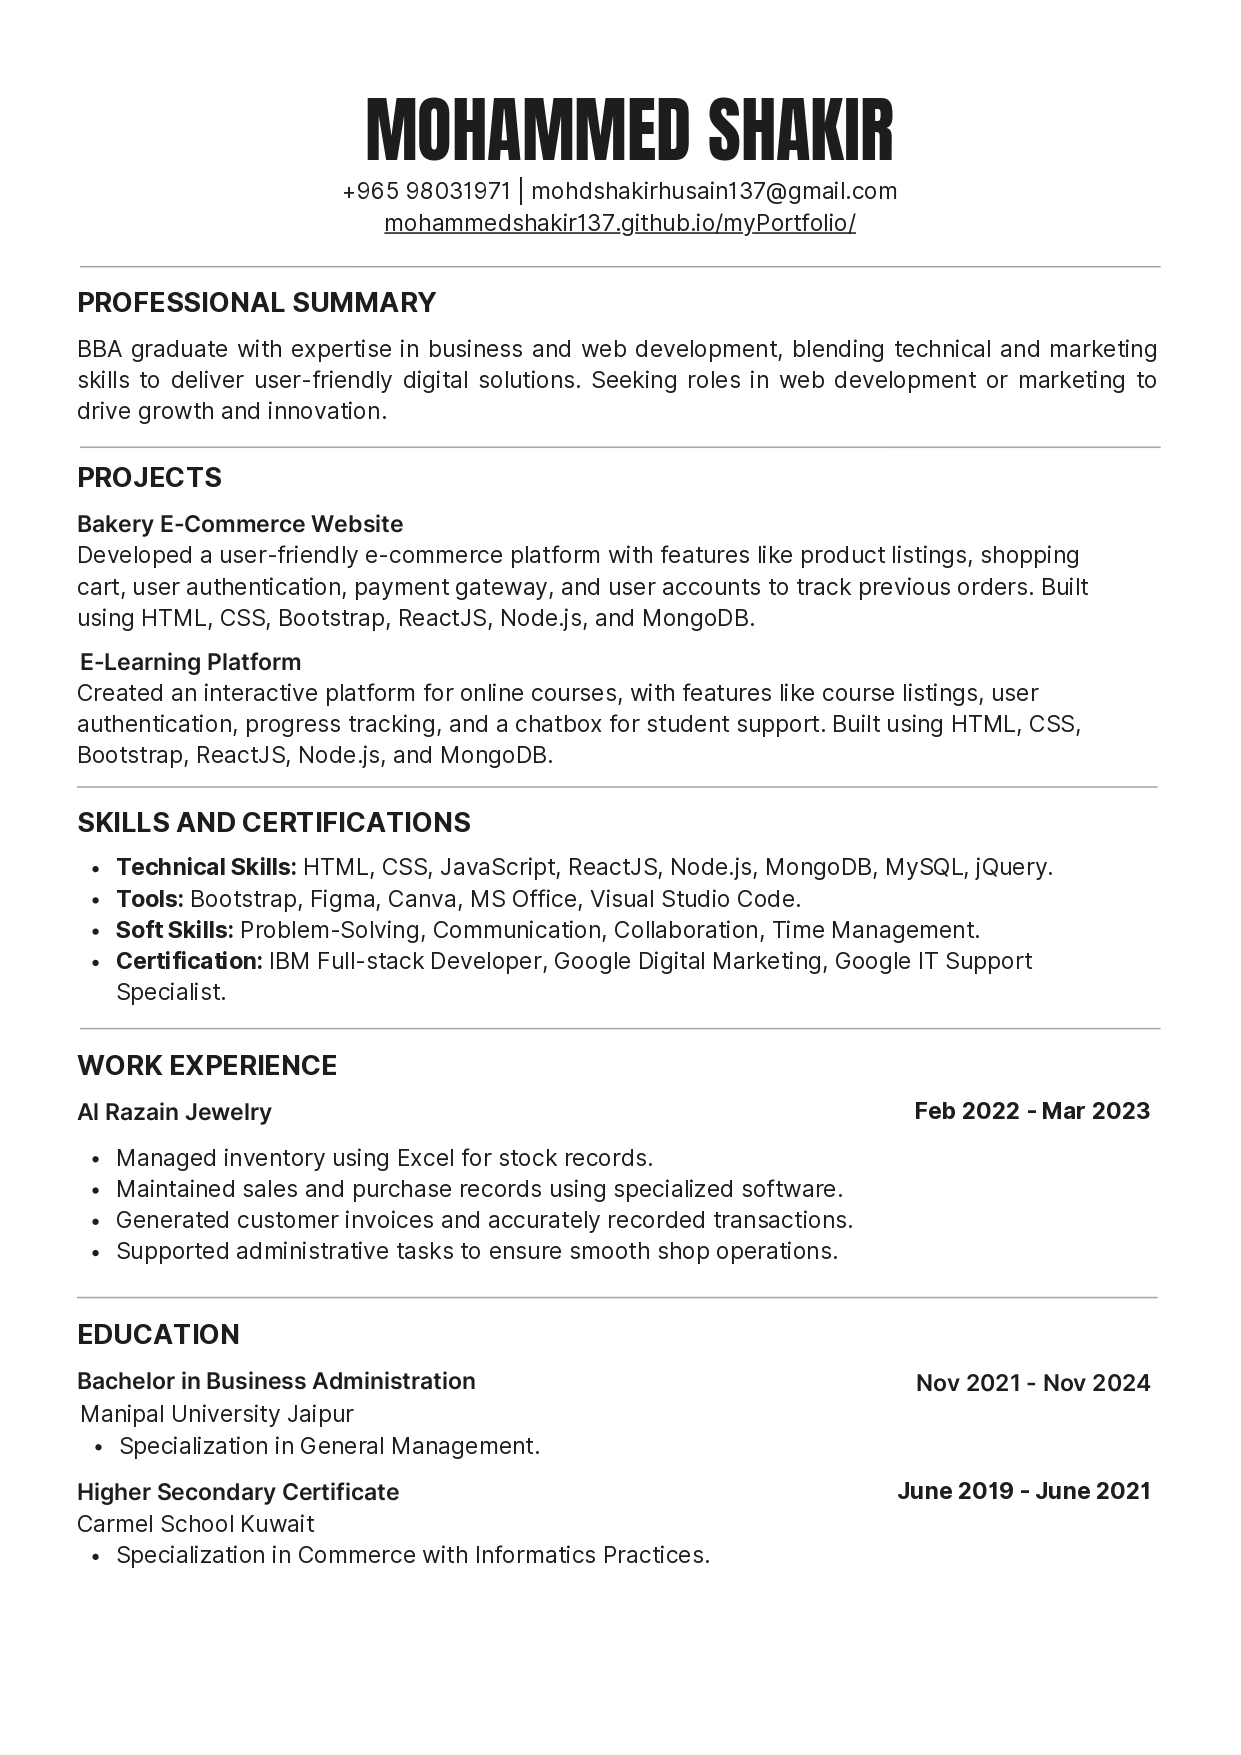 MOHAMMED SHAKIR
+965 98031971 | mohdshakirhusain137@gmail.com
mohammedshakir137.github.io/myPortfolio/
PROFESSIONAL SUMMARY
BBA graduate with expertise in business and web development, blending technical and marketing
skills to deliver user-friendly digital solutions. Seeking roles in web development or marketing to
drive growth and innovation.
PROJECTS
Bakery E-Commerce Website
Developed a user-friendly e-commerce platform with features like product listings, shopping
cart, user authentication, payment gateway, and user accounts to track previous orders. Built
using HTML, CSS, Bootstrap, ReactJS, Node.js, and MongoDB.
E-Learning Platform
Created an interactive platform for online courses, with features like course listings, user
authentication, progress tracking, and a chatbox for student support. Built using HTML, CSS,
Bootstrap, ReactJS, Node.js, and MongoDB.
SKILLS AND CERTIFICATIONS
• Technical Skills: HTML, CSS, JavaScript, ReactJS, Node.js, MongoDB, MySQL, jQuery.
• Tools: Bootstrap, Figma, Canva, MS Office, Visual Studio Code.
• Soft Skills: Problem-Solving, Communication, Collaboration, Time Management.
• Certification: IBM Full-stack Developer, Google Digital Marketing, Google IT Support
Specialist.
WORK EXPERIENCE
Al Razain Jewelry Feb 2022 - Mar 2023
• Managed inventory using Excel for stock records.
• Maintained sales and purchase records using specialized software.
• Generated customer invoices and accurately recorded transactions.
• Supported administrative tasks to ensure smooth shop operations.
EDUCATION
Bachelor in Business Administration Nov 2021 - Nov 2024
Manipal University Jaipur
• Specialization in General Management.
Higher Secondary Certificate June 2019 - June 2021
Carmel School Kuwait
• Specialization in Commerce with Informatics Practices.